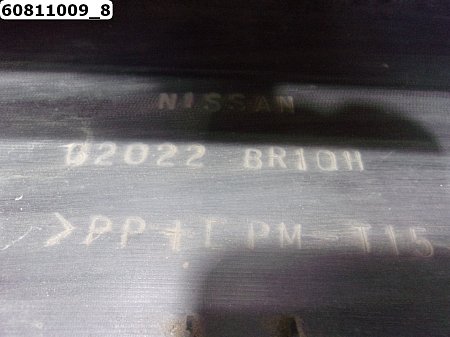 60811009_8
NISSAN
62022 BR10H
>PP+EPM-T15